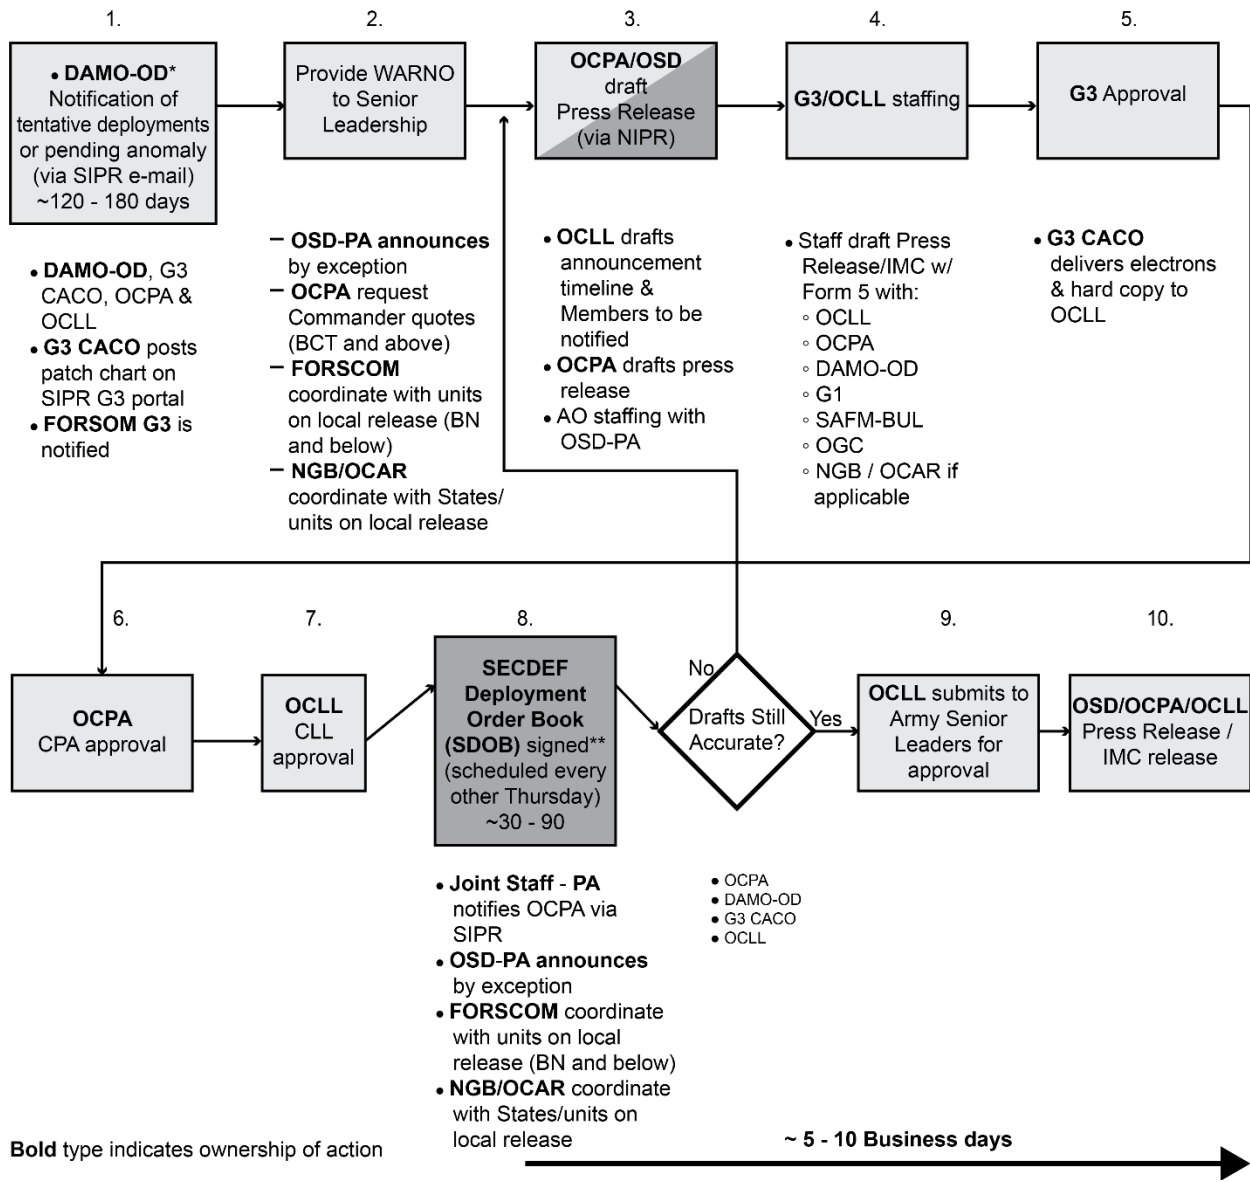 1.
2.
3.
4.
5.
• DAMO-OD*
Notification of
tentative deployments
or pending anomaly
(via SIPR e-mail)
~120 - 180 days
Provide WARNO
to Senior
Leadership
OCPA/OSD
draft
Press Release
(via NIPR)
G3/OCLL staffing
G3 Approval
• DAMO-OD, G3
CACO, OCPA &
OCLL
• G3 CACO posts
patch chart on
SIPR G3 portal
• FORSOM G3 is
notified
– OSD-PA announces
by exception
– OCPA request
Commander quotes
(BCT and above)
– FORSCOM
coordinate with units
on local release (BN
and below)
– NGB/OCAR
coordinate with States/
units on local release
• OCLL drafts
announcement
timeline &
Members to be
notified
• OCPA drafts press
release
• AO staffing with
OSD-PA
• Staff draft Press
Release/IMC w/
Form 5 with:
◦ OCLL
◦ OCPA
◦ DAMO-OD
◦ G1
◦ SAFM-BUL
◦ OGC
◦ NGB / OCAR if
applicable
• G3 CACO
delivers electrons
& hard copy to
OCLL
6.
7.
8.
9.
10.
OCPA
CPA approval
OCLL
CLL
approval
SECDEF
Deployment
Order Book
(SDOB) signed**
(scheduled every
other Thursday)
~30 - 90
No
Drafts Still
Accurate?
Yes
OCLL submits to
Army Senior
Leaders for
approval
OSD/OCPA/OCLL
Press Release /
IMC release
• Joint Staff - PA
notifies OCPA via
SIPR
• OSD-PA announces
by exception
• FORSCOM coordinate
with units on local
release (BN and below)
• NGB/OCAR coordinate
with States/units on
local release
• OCPA
• DAMO-OD
• G3 CACO
• OCLL
Bold type indicates ownership of action
~ 5 - 10 Business days